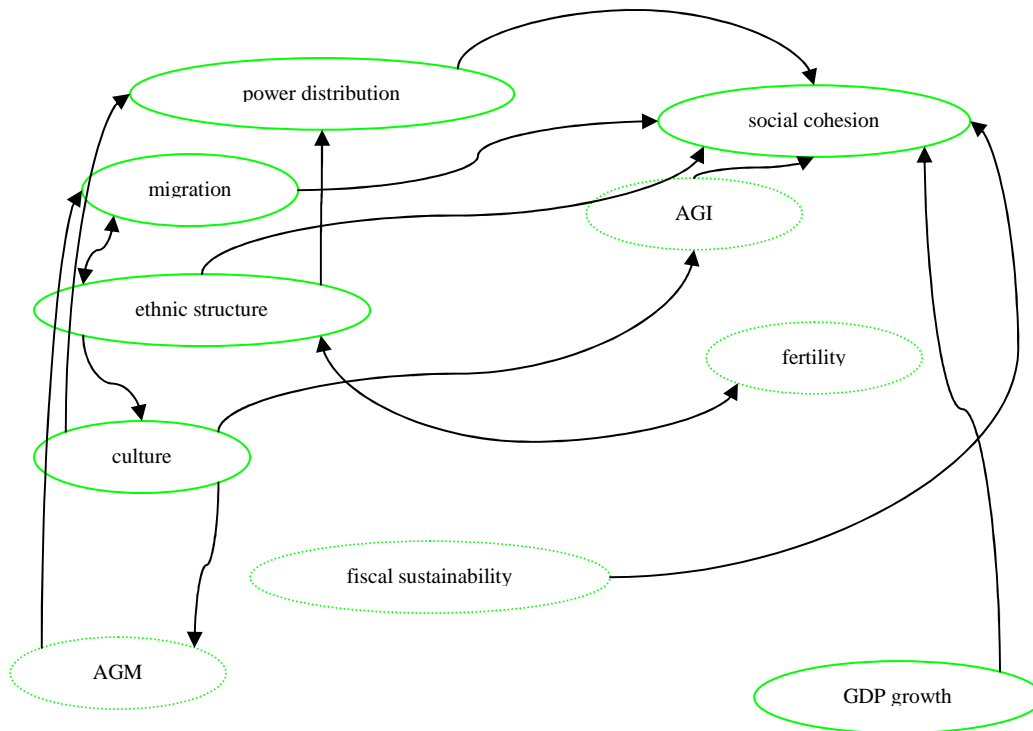 power distribution
social cohesion
migration
AGI
ethnic structure
fertility
culture
fiscal sustainability
AGM
GDP growth